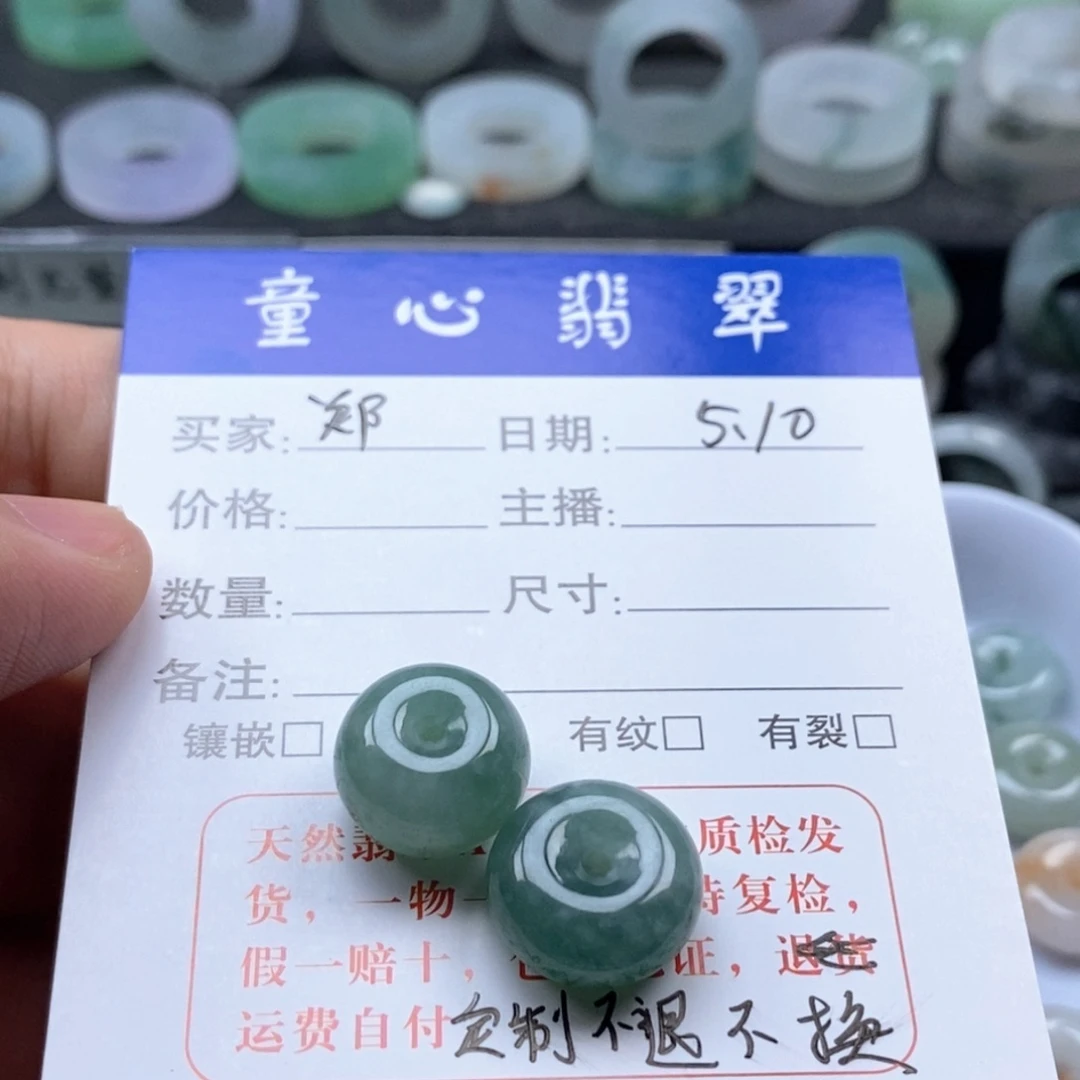 童心翡翠
买家: 郑 日期: 5.10
价格: 主播:
数量: 尺寸:
备注:
镶嵌□ 有纹□ 有裂□
天然翡 质检发
货，一物一 持复检，
假一赔十， 证，退货
运费自付 定制不退不换